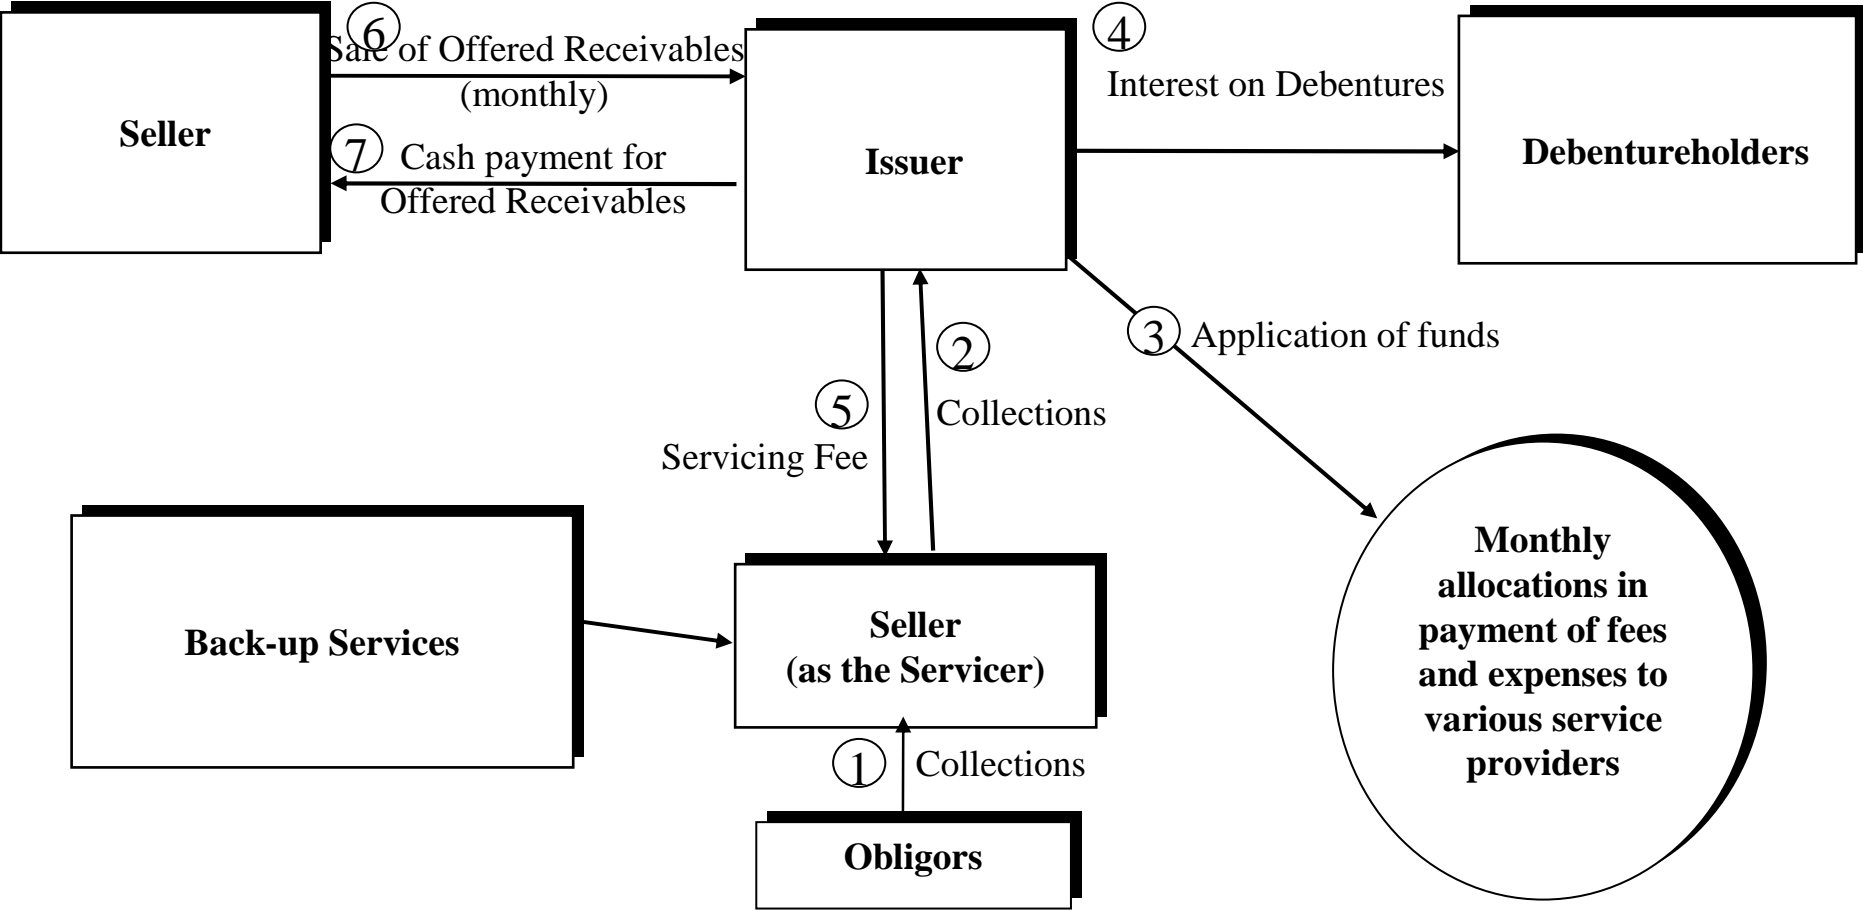 6
Sale of Offered Receivables
(monthly)
Seller
7
Cash payment for
Offered Receivables
Issuer
4
Interest on Debentures
Debentureholders
3
Application of funds
2
Collections
5
Servicing Fee
Back-up Services
Seller
(as the Servicer)
1
Collections
Obligors
Monthly
allocations in
payment of fees
and expenses to
various service
providers